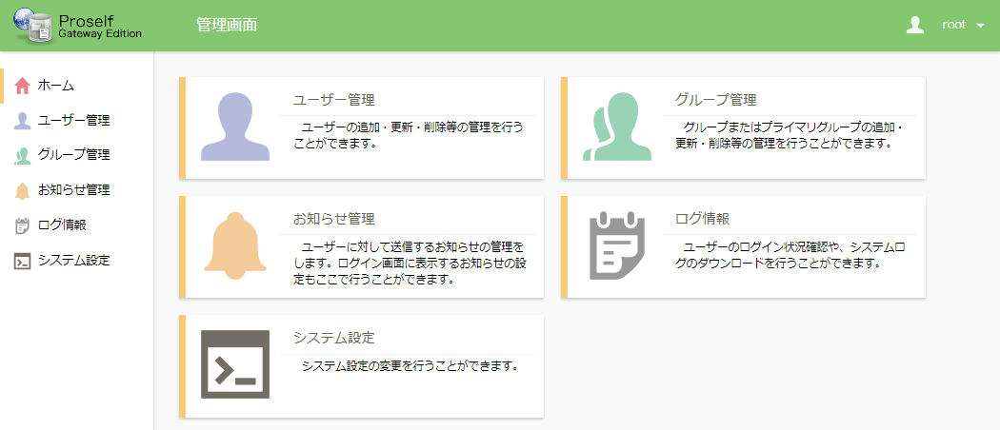 Proself
Gateway Edition
管理画面
root
ホーム
ユーザー管理
グループ管理
お知らせ管理
ログ情報
システム設定
ユーザー管理
ユーザーの追加・更新・削除等の管理を行う
ことができます。
グループ管理
グループまたはプライマリグループの追加・
更新・削除等の管理を行うことができます。
お知らせ管理
ユーザーに対して送信するお知らせの管理を
します。ログイン画面に表示するお知らせの設
定もここで行うことができます。
ログ情報
ユーザーのログイン状況確認や、システムロ
グのダウンロードを行うことができます。
システム設定
システム設定の変更を行うことができます。